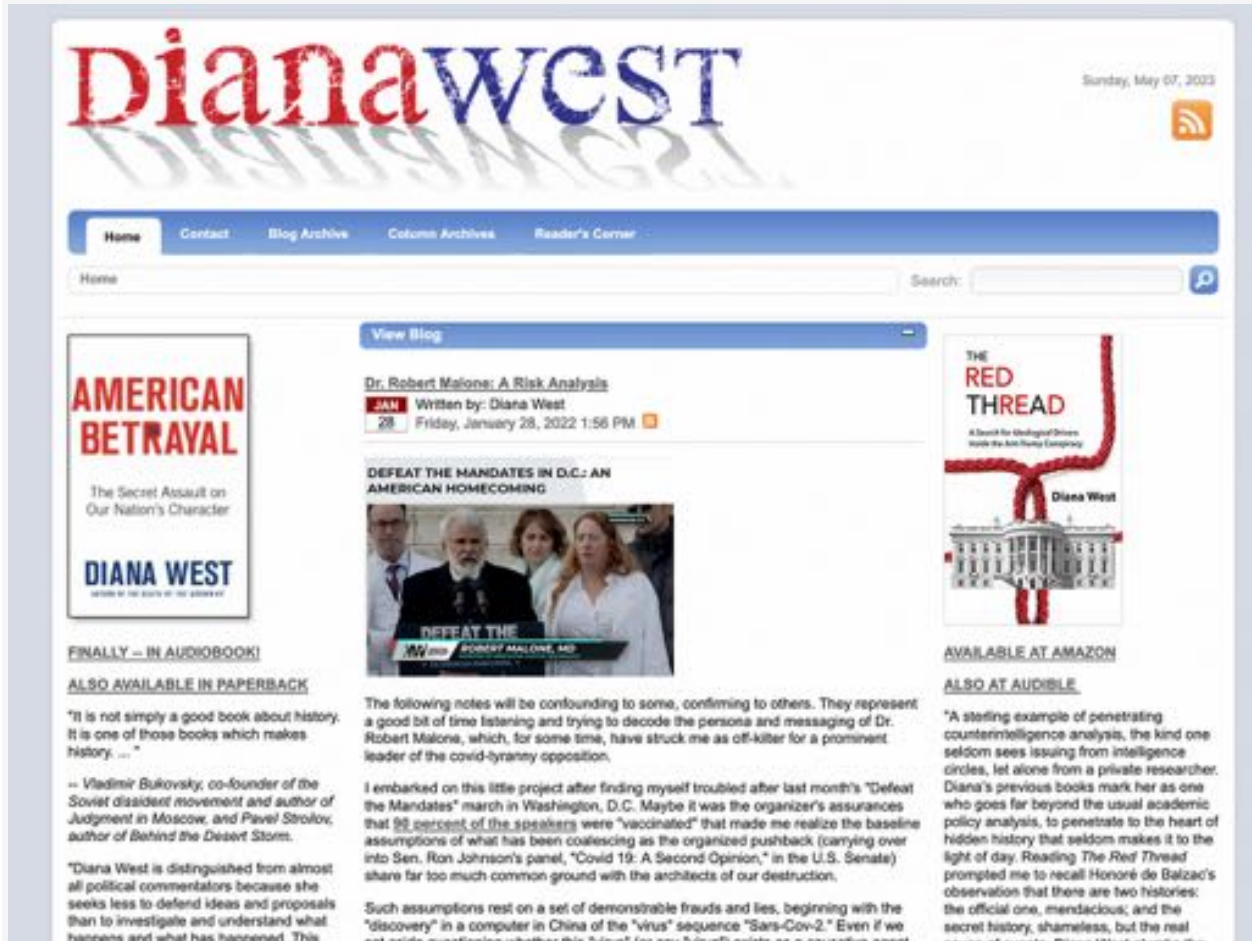 Dianawest
Sunday, May 07, 2023
Home
Contact
Blog Archive
Column Archives
Reader's Corner
Home
Search:
AMERICAN
BETRAYAL
The Secret Assault on
Our Nation's Character
DIANA WEST
FINALLY -- IN AUDIOBOOK!
ALSO AVAILABLE IN PAPERBACK
"It is not simply a good book about history.
It is one of those books which makes
history. ... "
-- Vladimir Bukovsky, co-founder of the
Soviet dissident movement and author of
Judgment in Moscow, and Pavel Stroilov,
author of Behind the Desert Storm.
"Diana West is distinguished from almost
all political commentators because she
seeks less to defend ideas and proposals
than to investigate and understand what
happens and what has happened. This
View Blog
Dr. Robert Malone: A Risk Analysis
JAN
28
Written by: Diana West
Friday, January 28, 2022 1:56 PM
DEFEAT THE MANDATES IN D.C.: AN
AMERICAN HOMECOMING
DEFEAT THE
ROBERT MALONE, MD
The following notes will be confounding to some, confirming to others. They represent
a good bit of time listening and trying to decode the persona and messaging of Dr.
Robert Malone, which, for some time, have struck me as off-kilter for a prominent
leader of the covid-tyranny opposition.
I embarked on this little project after finding myself troubled after last month's "Defeat
the Mandates" march in Washington, D.C. Maybe it was the organizer's assurances
that 90 percent of the speakers were "vaccinated" that made me realize the baseline
assumptions of what has been coalescing as the organized pushback (carrying over
into Sen. Ron Johnson's panel, "Covid 19: A Second Opinion," in the U.S. Senate)
share far too much common ground with the architects of our destruction.
Such assumptions rest on a set of demonstrable frauds and lies, beginning with the
"discovery" in a computer in China of the "virus" sequence "Sars-Cov-2." Even if we
THE
RED
THREAD
A Search for Ideological Drivers
Inside the Anti-Trump Conspiracy
Diana West
AVAILABLE AT AMAZON
ALSO AT AUDIBLE
"A sterling example of penetrating
counterintelligence analysis, the kind one
seldom sees issuing from intelligence
circles, let alone from a private researcher.
Diana's previous books mark her as one
who goes far beyond the usual academic
policy analysis, to penetrate to the heart of
hidden history that seldom makes it to the
light of day. Reading The Red Thread
prompted me to recall Honoré de Balzac's
observation that there are two histories:
the official one, mendacious; and the
secret history, shameless, but the real